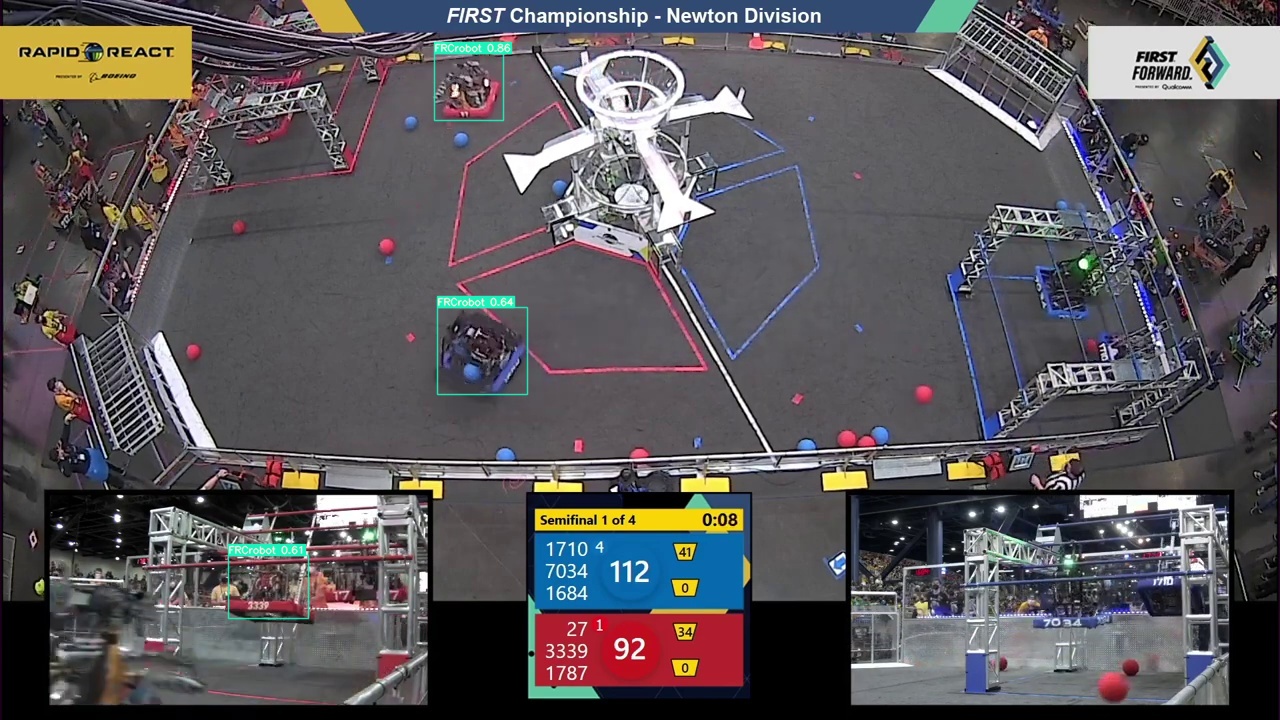 FIRST Championship - Newton Division
RAPID REACT
PRESENTED BY BOEING
FIRST
FORWARD
PRESENTED BY Qualcomm
FRCrobot 0.86
FRCrobot 0.64
FRCrobot 0.61
3339
Semifinal 1 of 4 0:08
1710 4 41
7034 112
1684 0
27 1 34
3339 92
1787 0
7034
1710